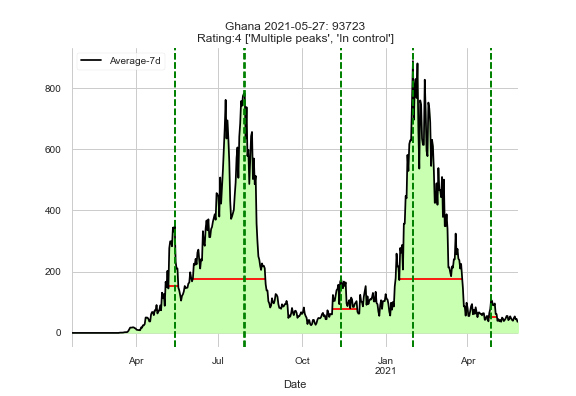 Ghana 2021-05-27: 93723
Rating:4 ['Multiple peaks', 'In control']
Average-7d
800
600
400
200
0
Apr
Jul
Oct
Jan
2021
Apr
Date